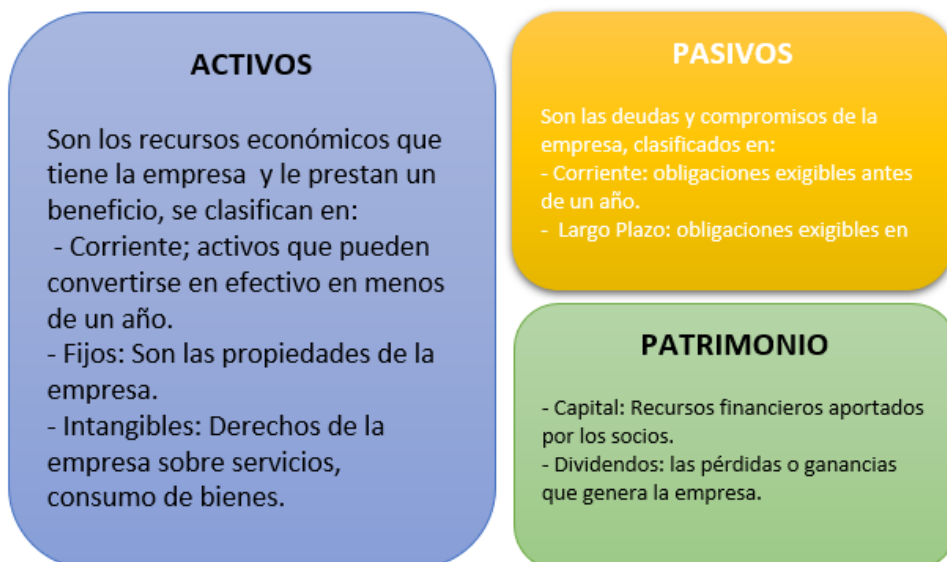 ACTIVOS
Son los recursos económicos que
tiene la empresa y le prestan un
beneficio, se clasifican en:
- Corriente; activos que pueden
convertirse en efectivo en menos
de un año.
- Fijos: Son las propiedades de la
empresa.
- Intangibles: Derechos de la
empresa sobre servicios,
consumo de bienes.
PASIVOS
Son las deudas y compromisos de la
empresa, clasificados en:
- Corriente: obligaciones exigibles antes
de un año.
- Largo Plazo: obligaciones exigibles en
PATRIMONIO
- Capital: Recursos financieros aportados
por los socios.
- Dividendos: las pérdidas o ganancias
que genera la empresa.